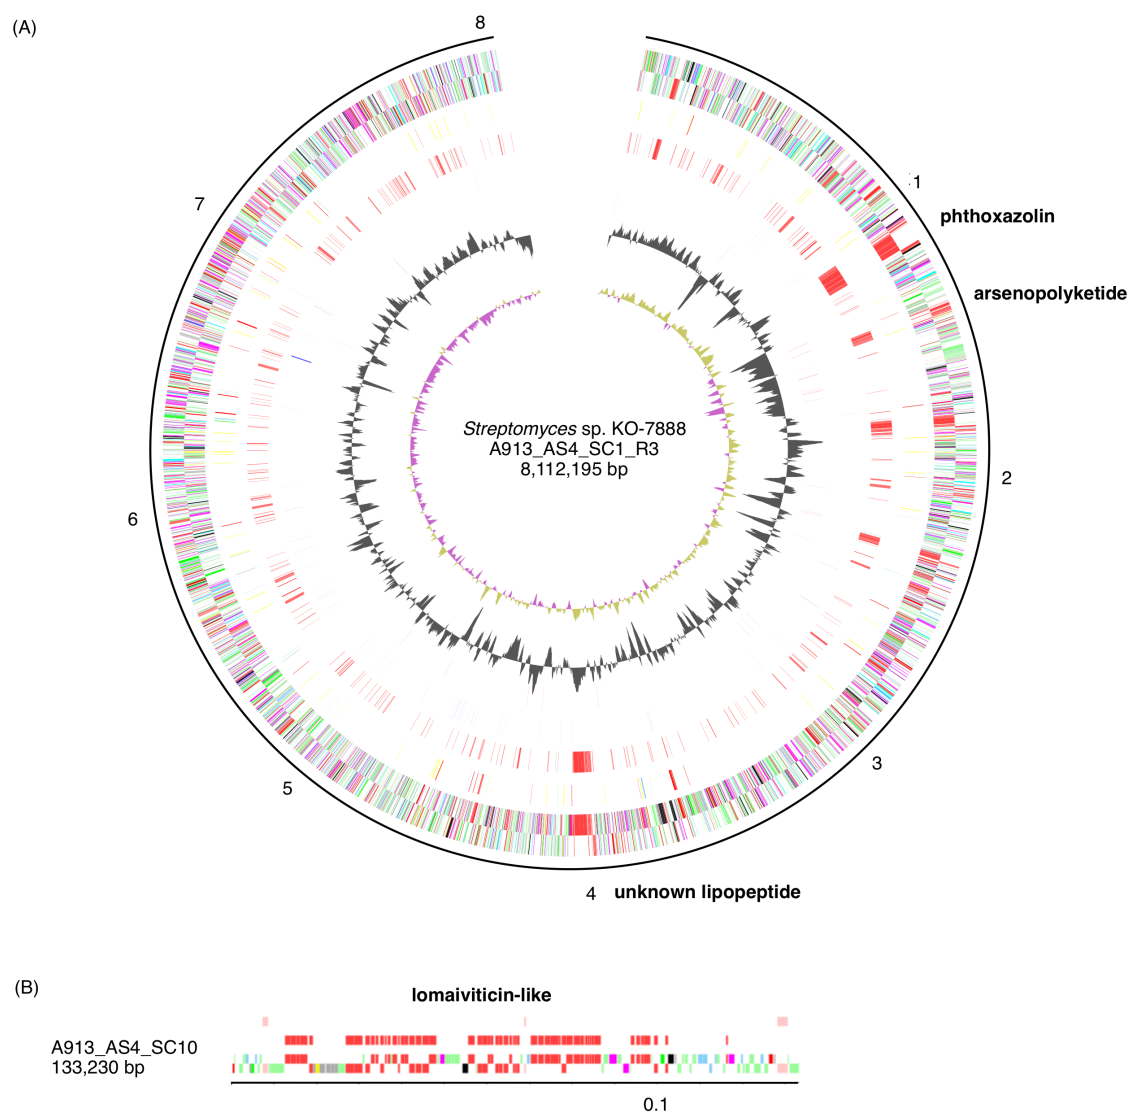 (A)
8
1
phthoxazolin
7
arsenopolyketide
Streptomyces sp. KO-7888
A913_AS4_SC1_R3
8,112,195 bp
2
6
3
5
4 unknown lipopeptide
(B)
lomaiviticin-like
A913_AS4_SC10
133,230 bp
0.1